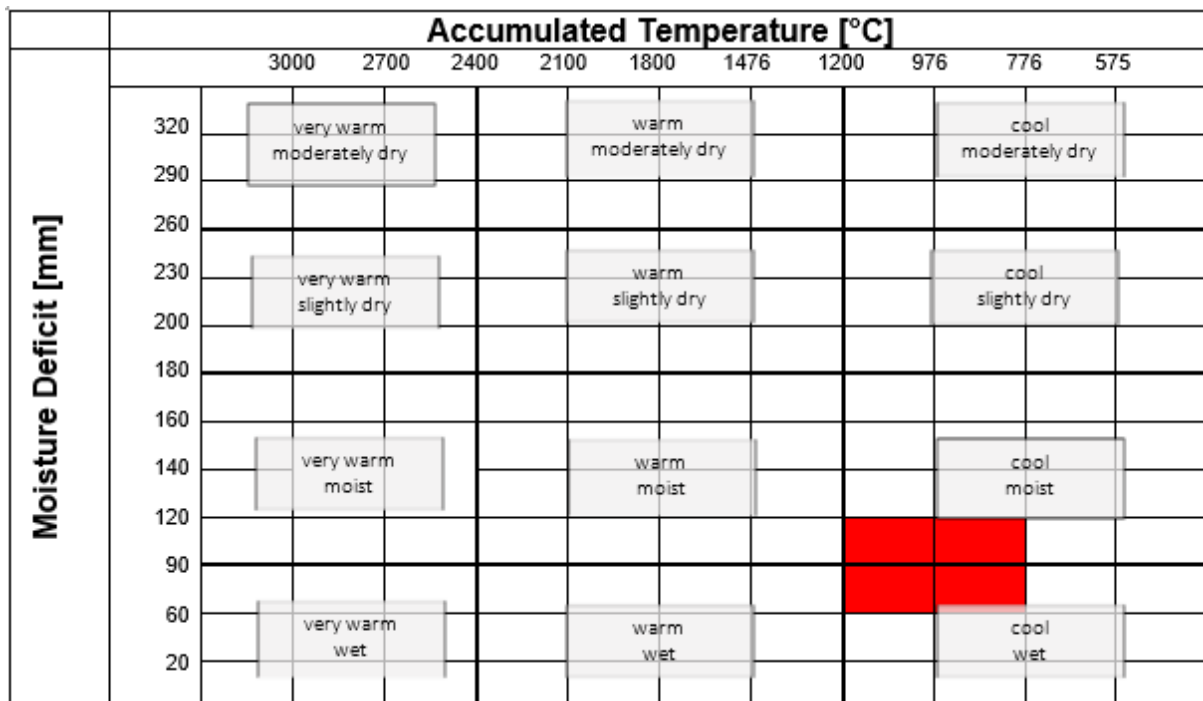 Accumulated Temperature [°C]
3000 2700 2400 2100 1800 1476 1200 976 776 575
Moisture Deficit [mm]
320
very warm
moderately dry
warm
moderately dry
cool
moderately dry
290
260
230
very warm
slightly dry
warm
slightly dry
cool
slightly dry
200
180
160
140
very warm
moist
warm
moist
cool
moist
120
90
60
very warm
wet
warm
wet
cool
wet
20